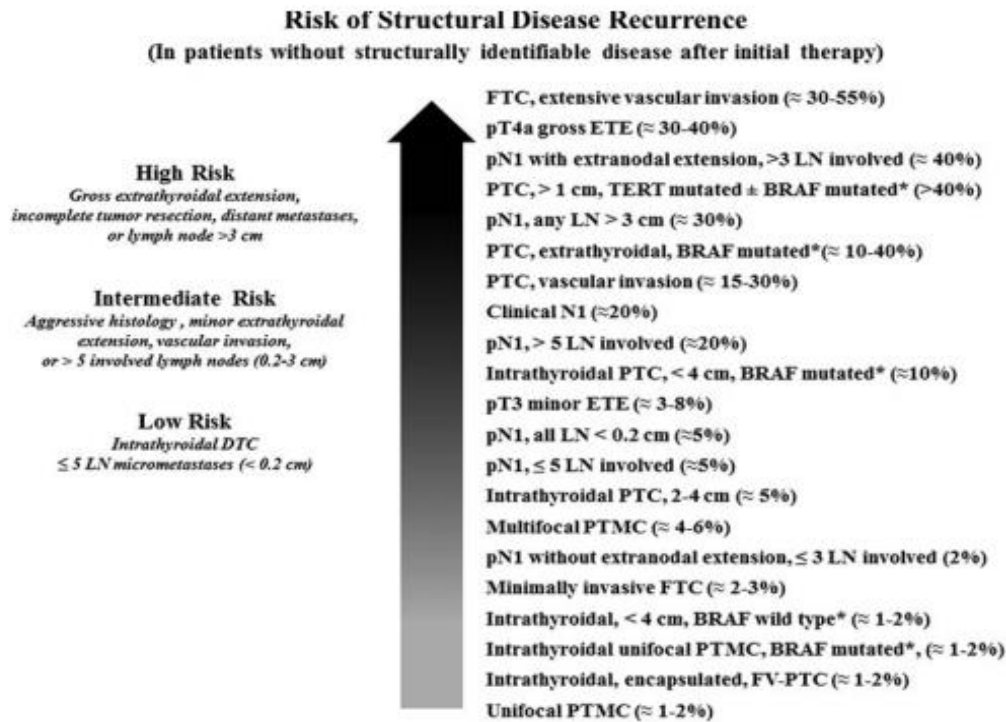 Risk of Structural Disease Recurrence
(In patients without structurally identifiable disease after initial therapy)
High Risk
Gross extrathyroidal extension,
incomplete tumor resection, distant metastases,
or lymph node >3 cm
Intermediate Risk
Aggressive histology , minor extrathyroidal
extension, vascular invasion,
or > 5 involved lymph nodes (0.2-3 cm)
Low Risk
Intrathyroidal DTC
≤ 5 LN micrometastases (< 0.2 cm)
FTC, extensive vascular invasion (≈ 30-55%)
pT4a gross ETE (≈ 30-40%)
pN1 with extranodal extension, >3 LN involved (≈ 40%)
PTC, > 1 cm, TERT mutated ± BRAF mutated* (>40%)
pN1, any LN > 3 cm (≈ 30%)
PTC, extrathyroidal, BRAF mutated*(≈ 10-40%)
PTC, vascular invasion (≈ 15-30%)
Clinical N1 (≈20%)
pN1, > 5 LN involved (≈20%)
Intrathyroidal PTC, < 4 cm, BRAF mutated* (≈10%)
pT3 minor ETE (≈ 3-8%)
pN1, all LN < 0.2 cm (≈5%)
pN1, ≤ 5 LN involved (≈5%)
Intrathyroidal PTC, 2-4 cm (≈ 5%)
Multifocal PTMC (≈ 4-6%)
pN1 without extranodal extension, ≤ 3 LN involved (2%)
Minimally invasive FTC (≈ 2-3%)
Intrathyroidal, < 4 cm, BRAF wild type* (≈ 1-2%)
Intrathyroidal unifocal PTMC, BRAF mutated*, (≈ 1-2%)
Intrathyroidal, encapsulated, FV-PTC (≈ 1-2%)
Unifocal PTMC (≈ 1-2%)